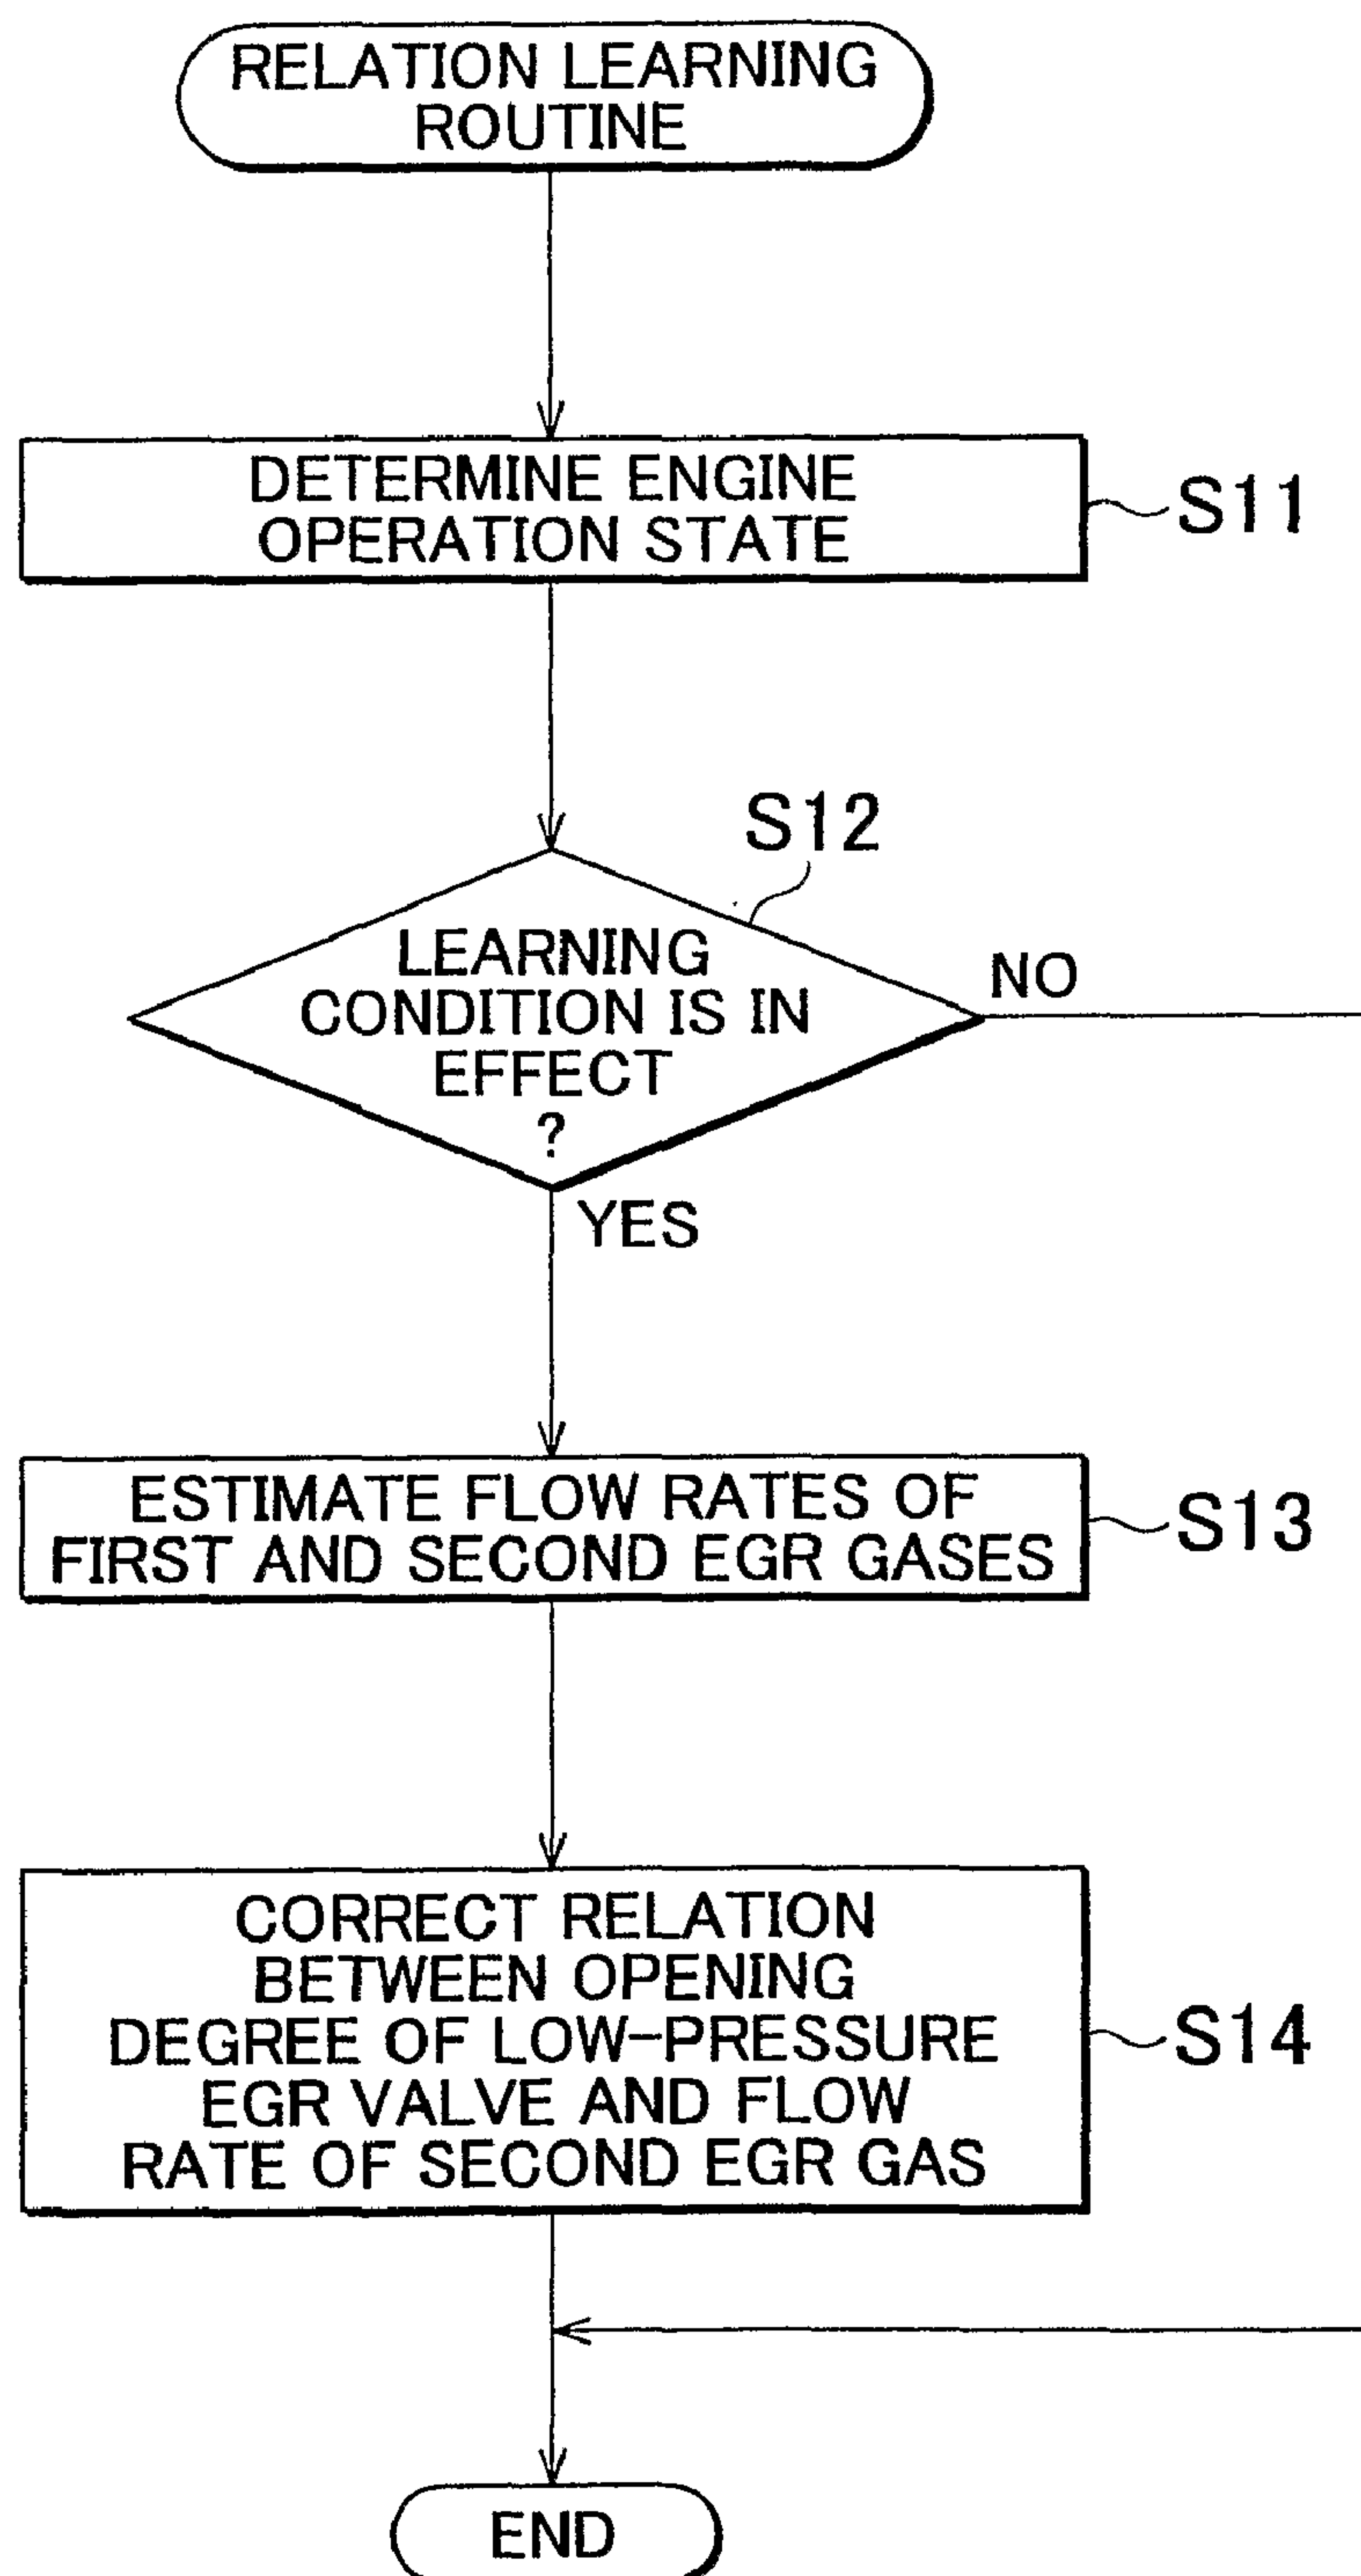 RELATION LEARNING
ROUTINE
DETERMINE ENGINE
OPERATION STATE
S11
S12
LEARNING
CONDITION IS IN
EFFECT
?
NO
YES
ESTIMATE FLOW RATES OF
FIRST AND SECOND EGR GASES
S13
CORRECT RELATION
BETWEEN OPENING
DEGREE OF LOW-PRESSURE
EGR VALVE AND FLOW
RATE OF SECOND EGR GAS
S14
END